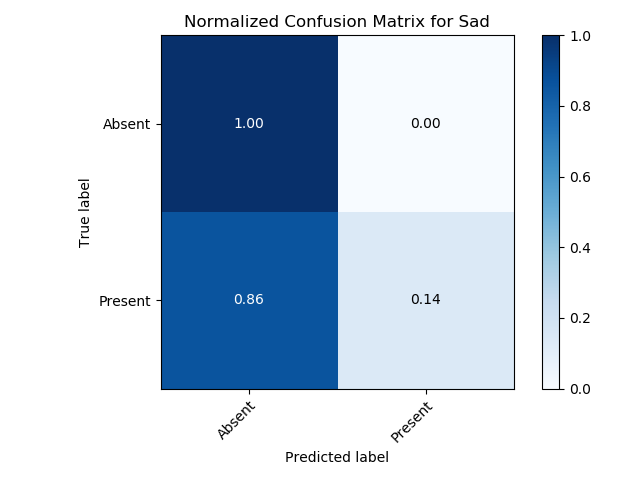 Normalized Confusion Matrix for Sad
1.0
0.8
0.6
0.4
0.2
0.0
True label
Absent
Present
1.00
0.00
0.86
0.14
Absent
Present
Predicted label